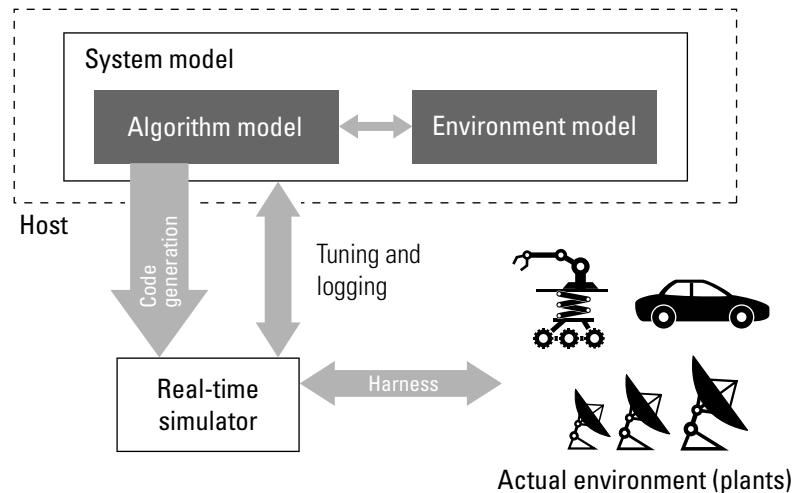 System model
Algorithm model
Environment model
Host
Code
generation
Tuning and
logging
Real-time
simulator
Harness
Actual environment (plants)